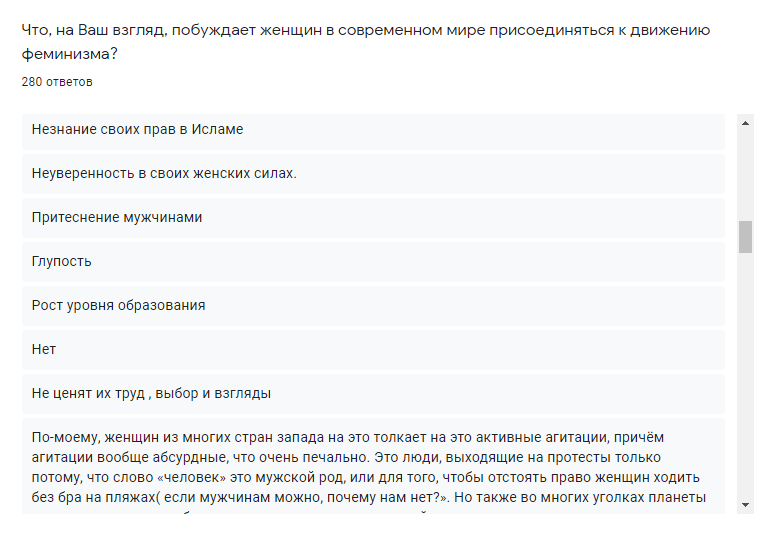 Что, на Ваш взгляд, побуждает женщин в современном мире присоединяться к движению
феминизма?
280 ответов
Незнание своих прав в Исламе
Неуверенность в своих женских силах.
Притеснение мужчинами
Глупость
Рост уровня образования
Нет
Не ценят их труд , выбор и взгляды
По-моему, женщин из многих стран запада на это толкает на это активные агитации, причём
агитации вообще абсурдные, что очень печально. Это люди, выходящие на протесты только
потому, что слово «человек» это мужской род, или для того, чтобы отстоять право женщин ходить
без бра на пляжах( если мужчинам можно, почему нам нет?». Но также во многих уголках планеты